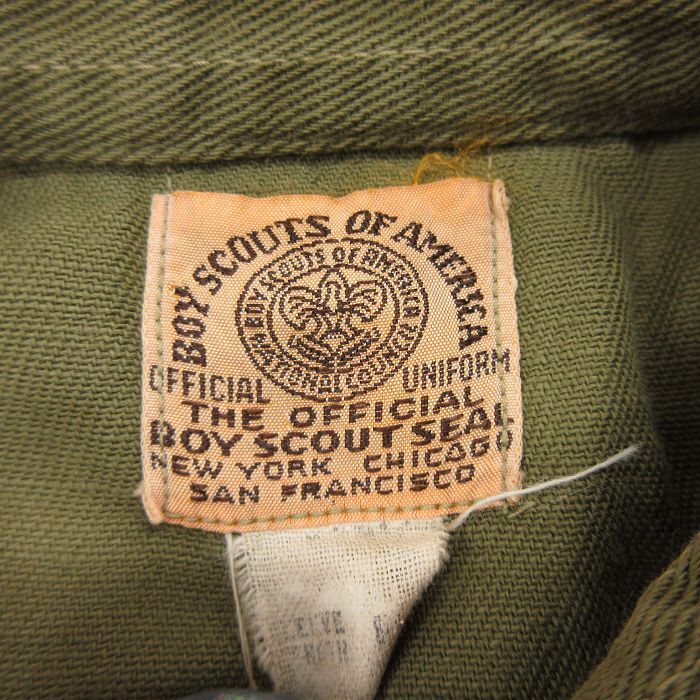 BOY SCOUTS OF AMERICA
BOY SCOUTS OF AMERICA
NATIONAL COUNCIL
OFFICIAL UNIFORM
THE OFFICIAL
BOY SCOUT SEAL
NEW YORK CHICAGO
SAN FRANCISCO